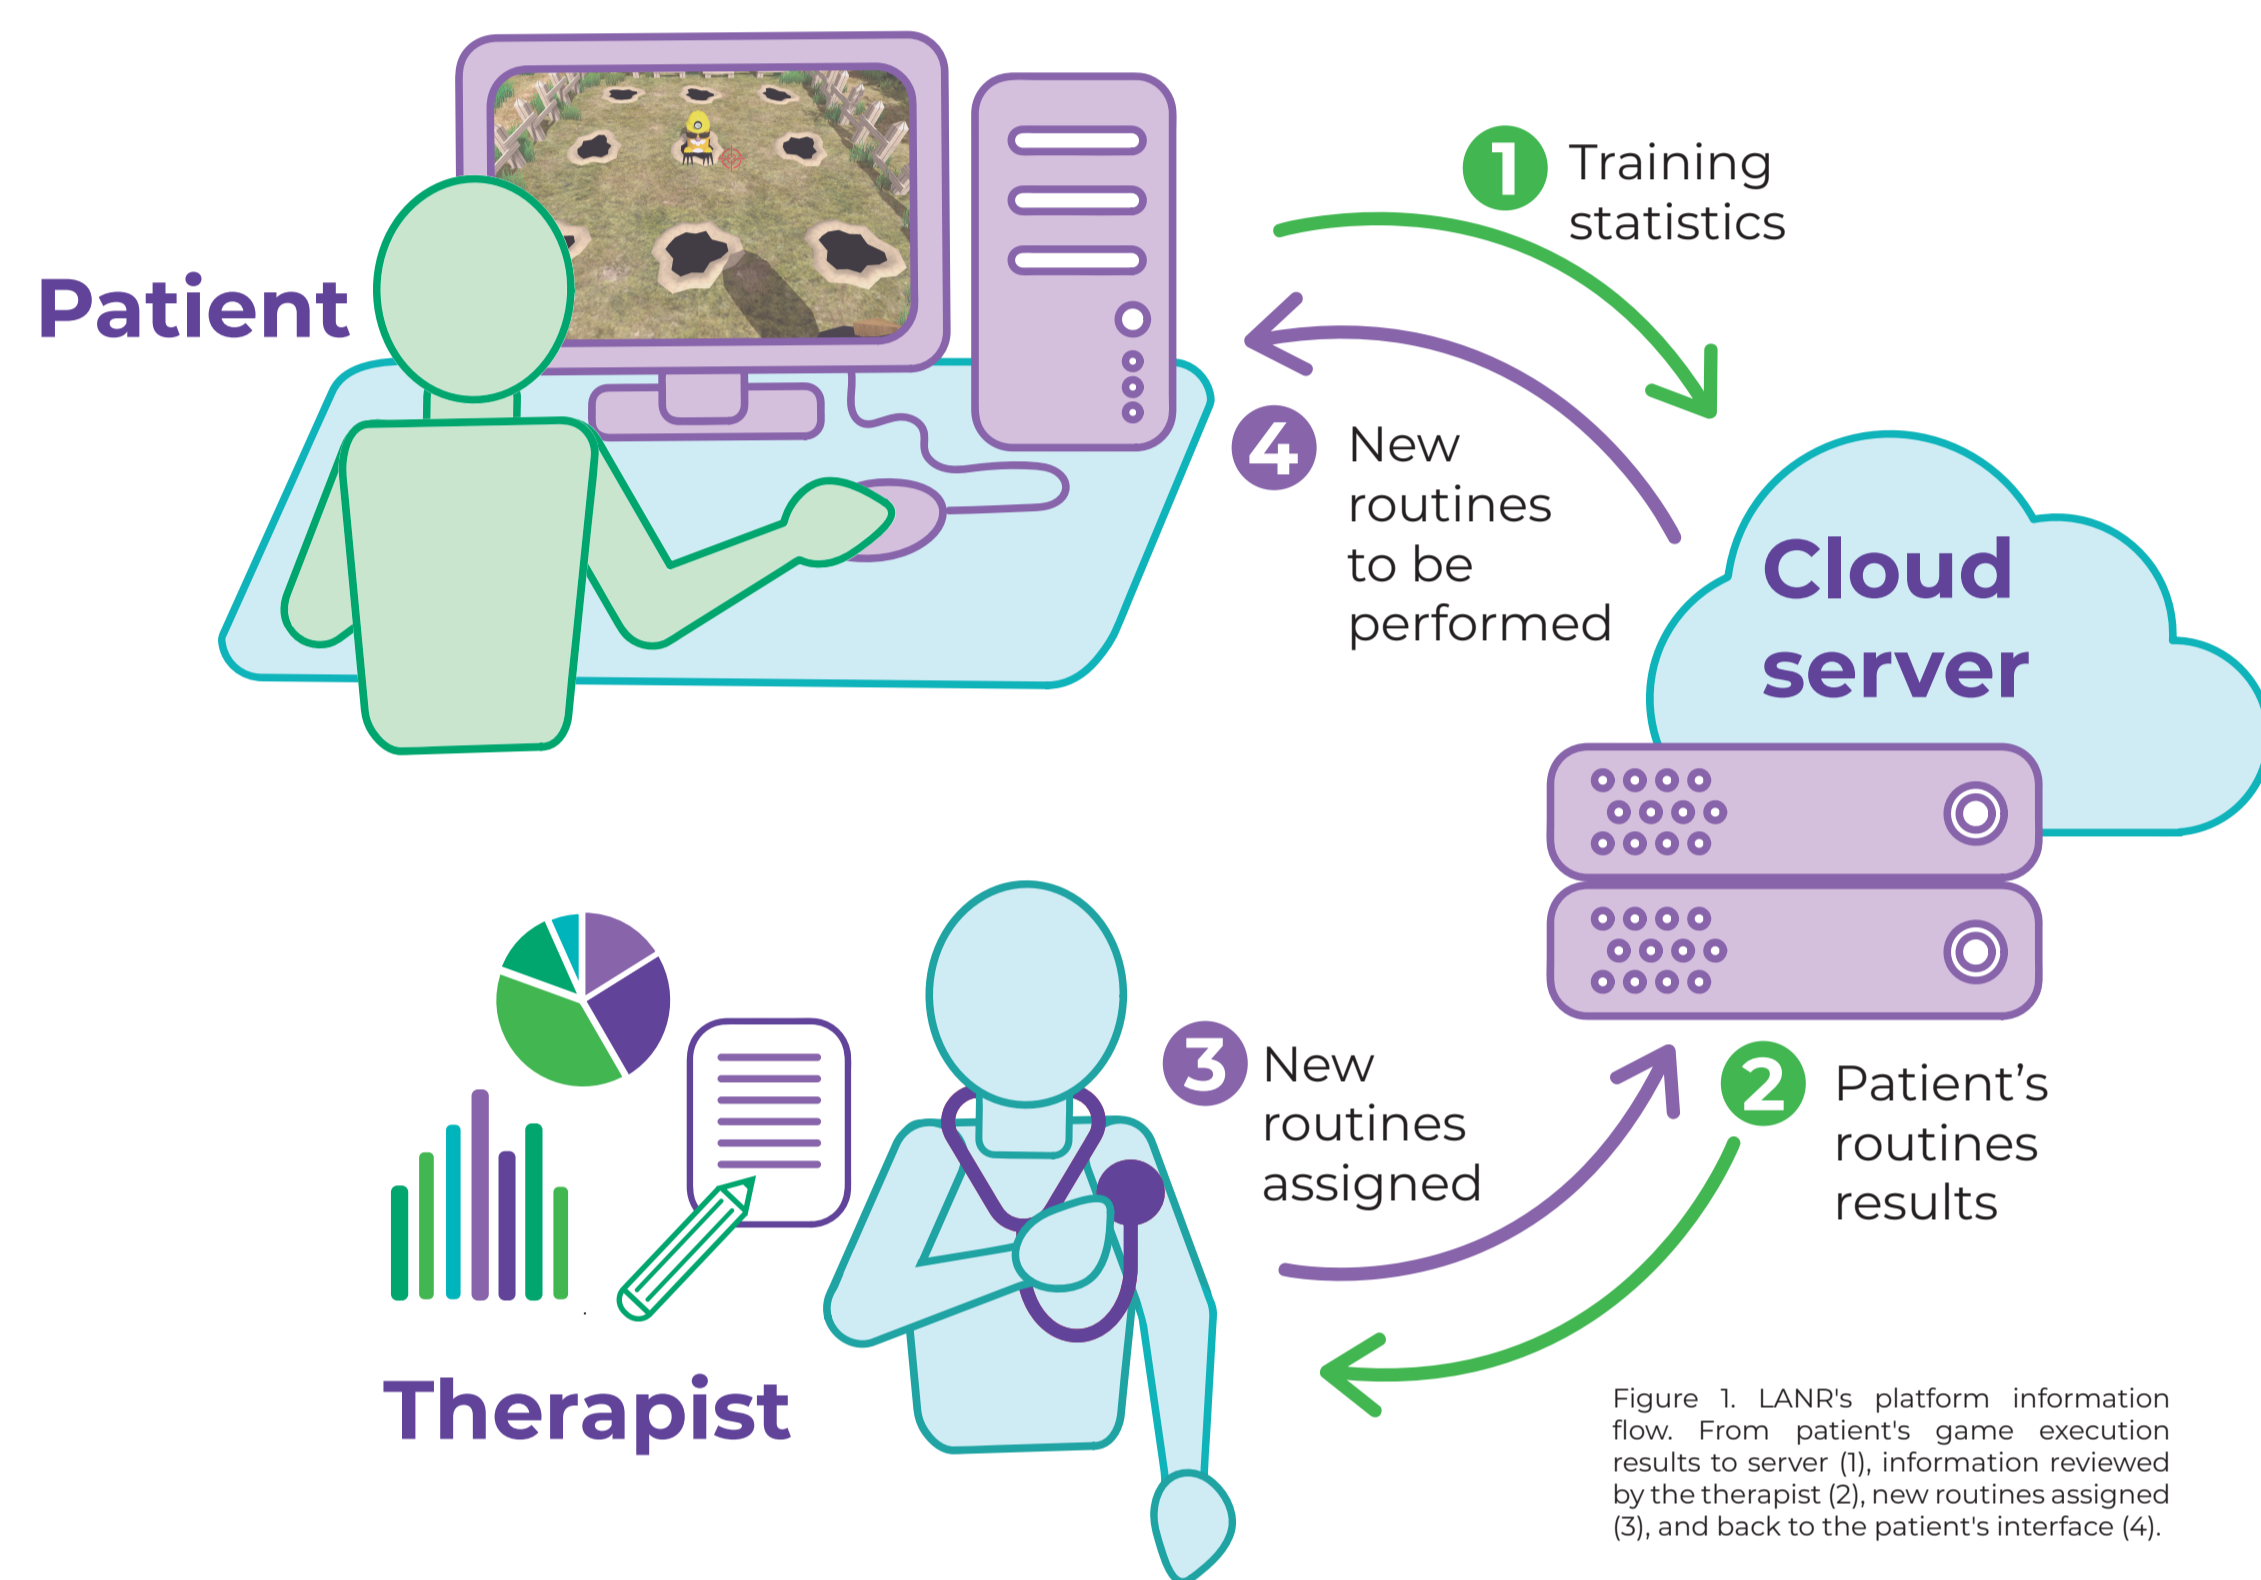 Patient
1 Training
statistics
4 New
routines
to be
performed
Cloud
server
3 New
routines
assigned
2 Patient’s
routines
results
Therapist
Figure 1. LANR's platform information
flow. From patient's game execution
results to server (1), information reviewed
by the therapist (2), new routines assigned
(3), and back to the patient's interface (4).